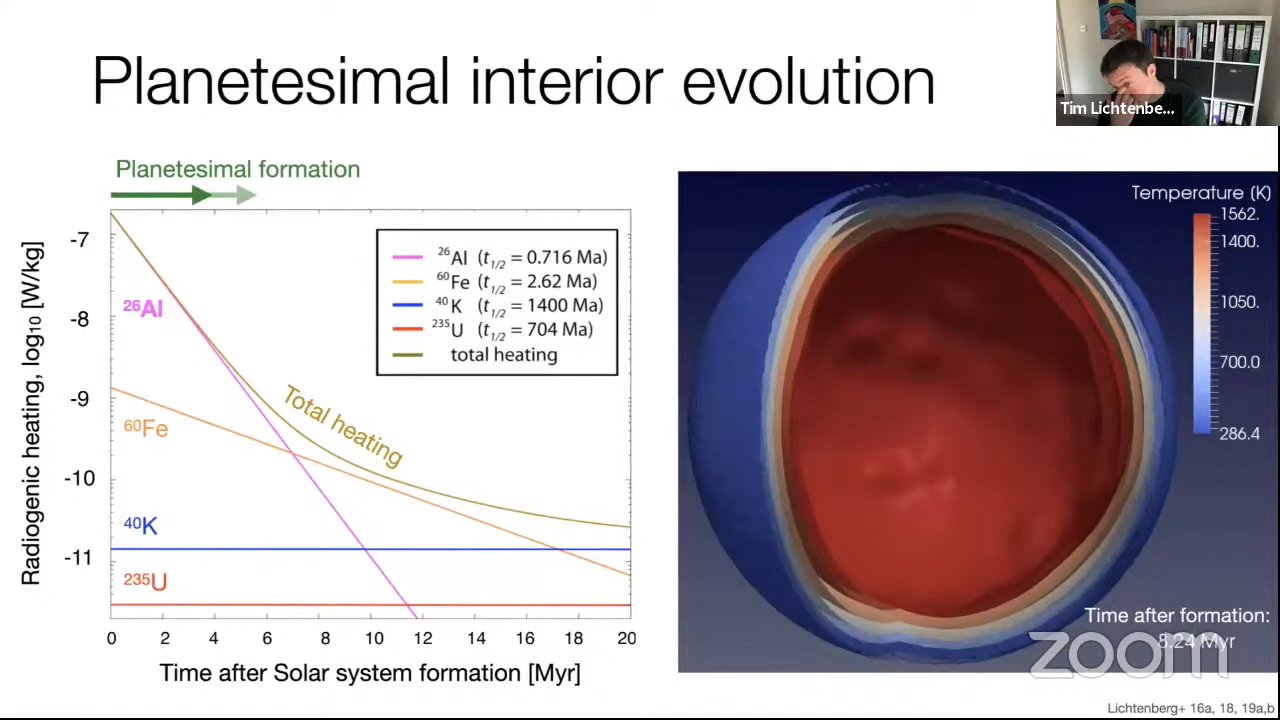 Planetesimal interior evolution
Tim Lichtenbe...
Planetesimal formation
Radiogenic heating, log10 [W/kg]
-7
-8
-9
-10
-11
26Al
60Fe
40K
235U
Total heating
26Al (t1/2 = 0.716 Ma)
60Fe (t1/2 = 2.62 Ma)
40K (t1/2 = 1400 Ma)
235U (t1/2 = 704 Ma)
total heating
0 2 4 6 8 10 12 14 16 18 20
Time after Solar system formation [Myr]
Temperature (K)
1562.
1400.
1050.
700.0
286.4
Time after formation:
8.24 Myr
zoom
Lichtenberg+ 16a, 18, 19a,b